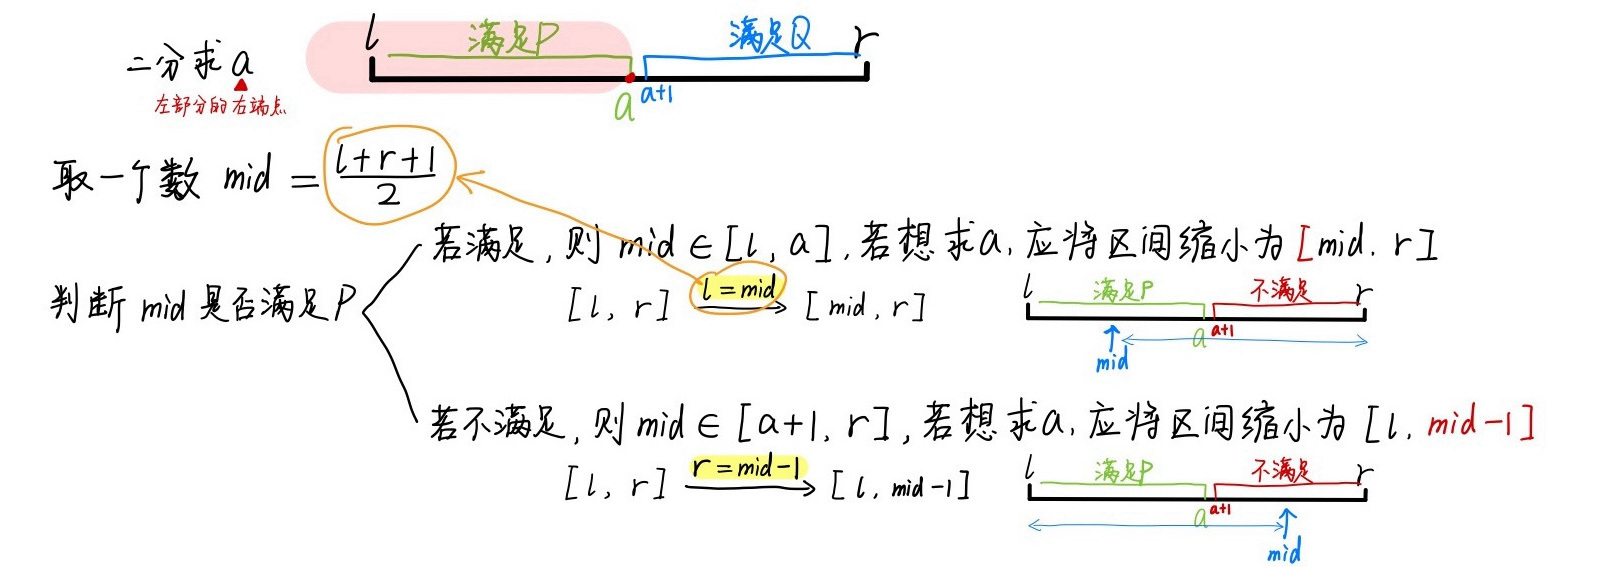 l 满足P 满足Q r
二分求a
左部分的右端点
a a+1
取一个数 mid = (l+r+1)/2
若满足,则 mid ∈ [l, a],若想求a,应将区间缩小为[mid, r]
判断 mid 是否满足P
[l, r] l=mid [mid, r]
l 满足P 不满足 r
a a+1
mid
若不满足,则 mid ∈ [a+1, r],若想求a,应将区间缩小为 [l, mid-1]
[l, r] r=mid-1 [l, mid-1]
l 满足P 不满足 r
a a+1
mid